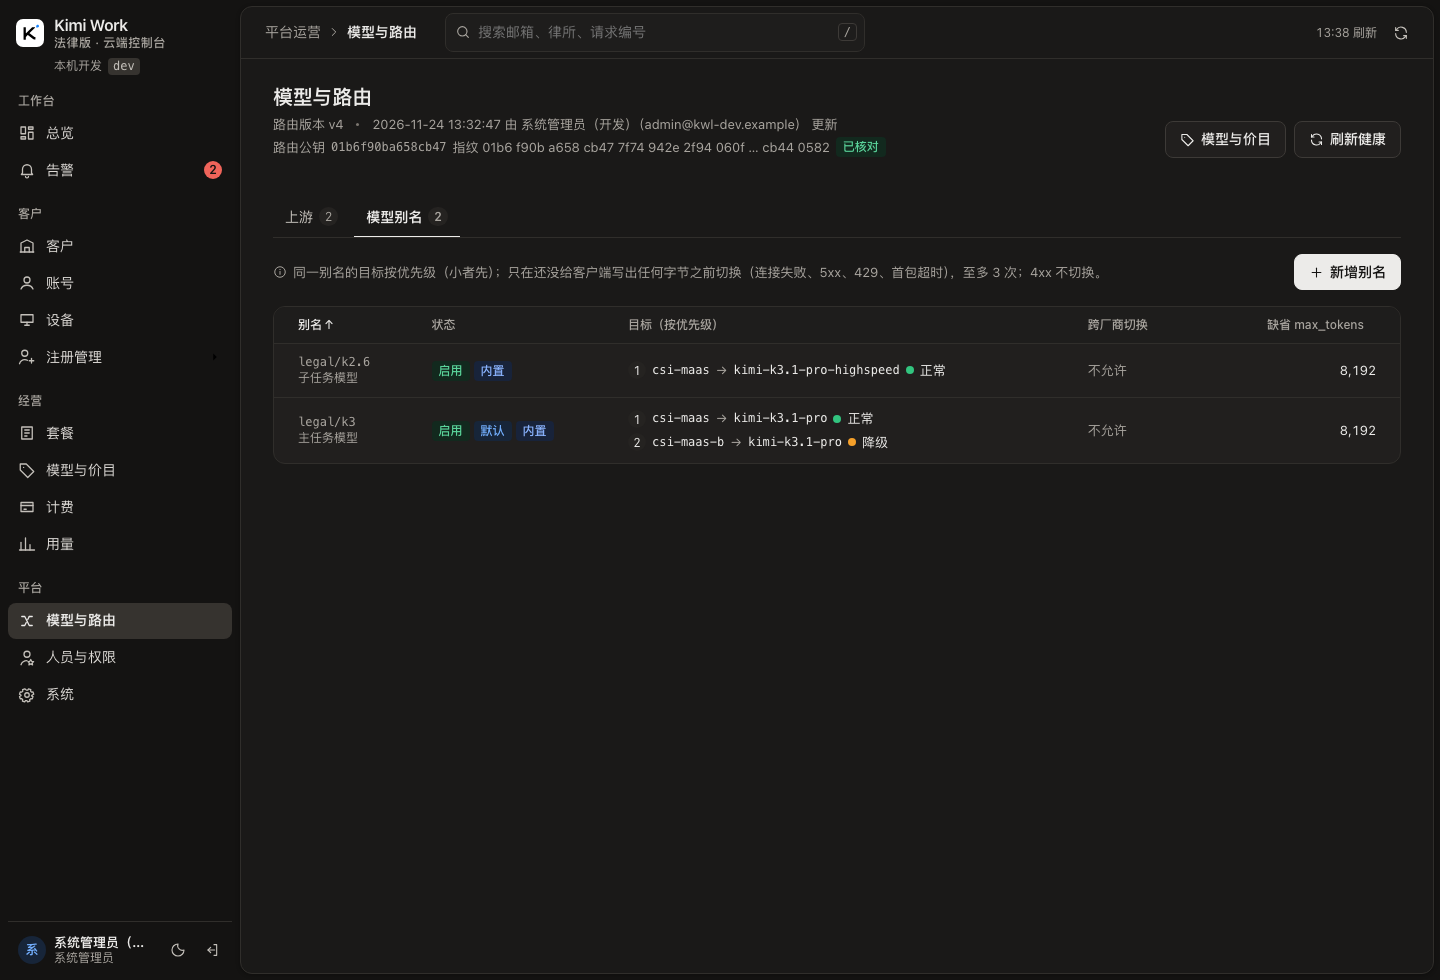 Kimi Work
法律版 · 云端控制台
本机开发 dev
工作台
总览
告警 2
客户
客户
账号
设备
注册管理
经营
套餐
模型与价目
计费
用量
平台
模型与路由
人员与权限
系统
系 系统管理员（...
系统管理员
平台运营 > 模型与路由
搜索邮箱、律所、请求编号 /
13:38 刷新
模型与路由
路由版本 v4 • 2026-11-24 13:32:47 由 系统管理员（开发）(admin@kwl-dev.example) 更新
路由公钥 01b6f90ba658cb47 指纹 01b6 f90b a658 cb47 7f74 942e 2f94 060f ... cb44 0582 已核对
模型与价目
刷新健康
上游 2
模型别名 2
同一别名的目标按优先级（小者先）；只在还没给客户端写出任何字节之前切换（连接失败、5xx、429、首包超时），至多 3 次；4xx 不切换。
新增别名
别名↑ 状态 目标（按优先级） 跨厂商切换 缺省 max_tokens
legal/k2.6
子任务模型
启用 内置
1 csi-maas → kimi-k3.1-pro-highspeed 正常
不允许
8,192
legal/k3
主任务模型
启用 默认 内置
1 csi-maas → kimi-k3.1-pro 正常
2 csi-maas-b → kimi-k3.1-pro 降级
不允许
8,192